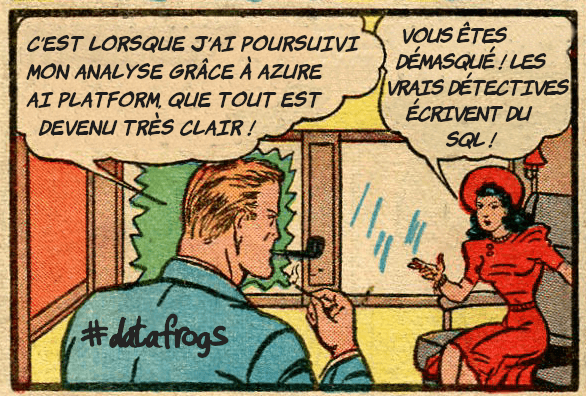 C'EST LORSQUE J'AI POURSUIVI
MON ANALYSE GRÂCE À AZURE
AI PLATFORM, QUE TOUT EST
DEVENU TRÈS CLAIR !
VOUS ÊTES
DÉMASQUÉ ! LES
VRAIS DÉTECTIVES
ÉCRIVENT DU
SQL !
#datafrogs